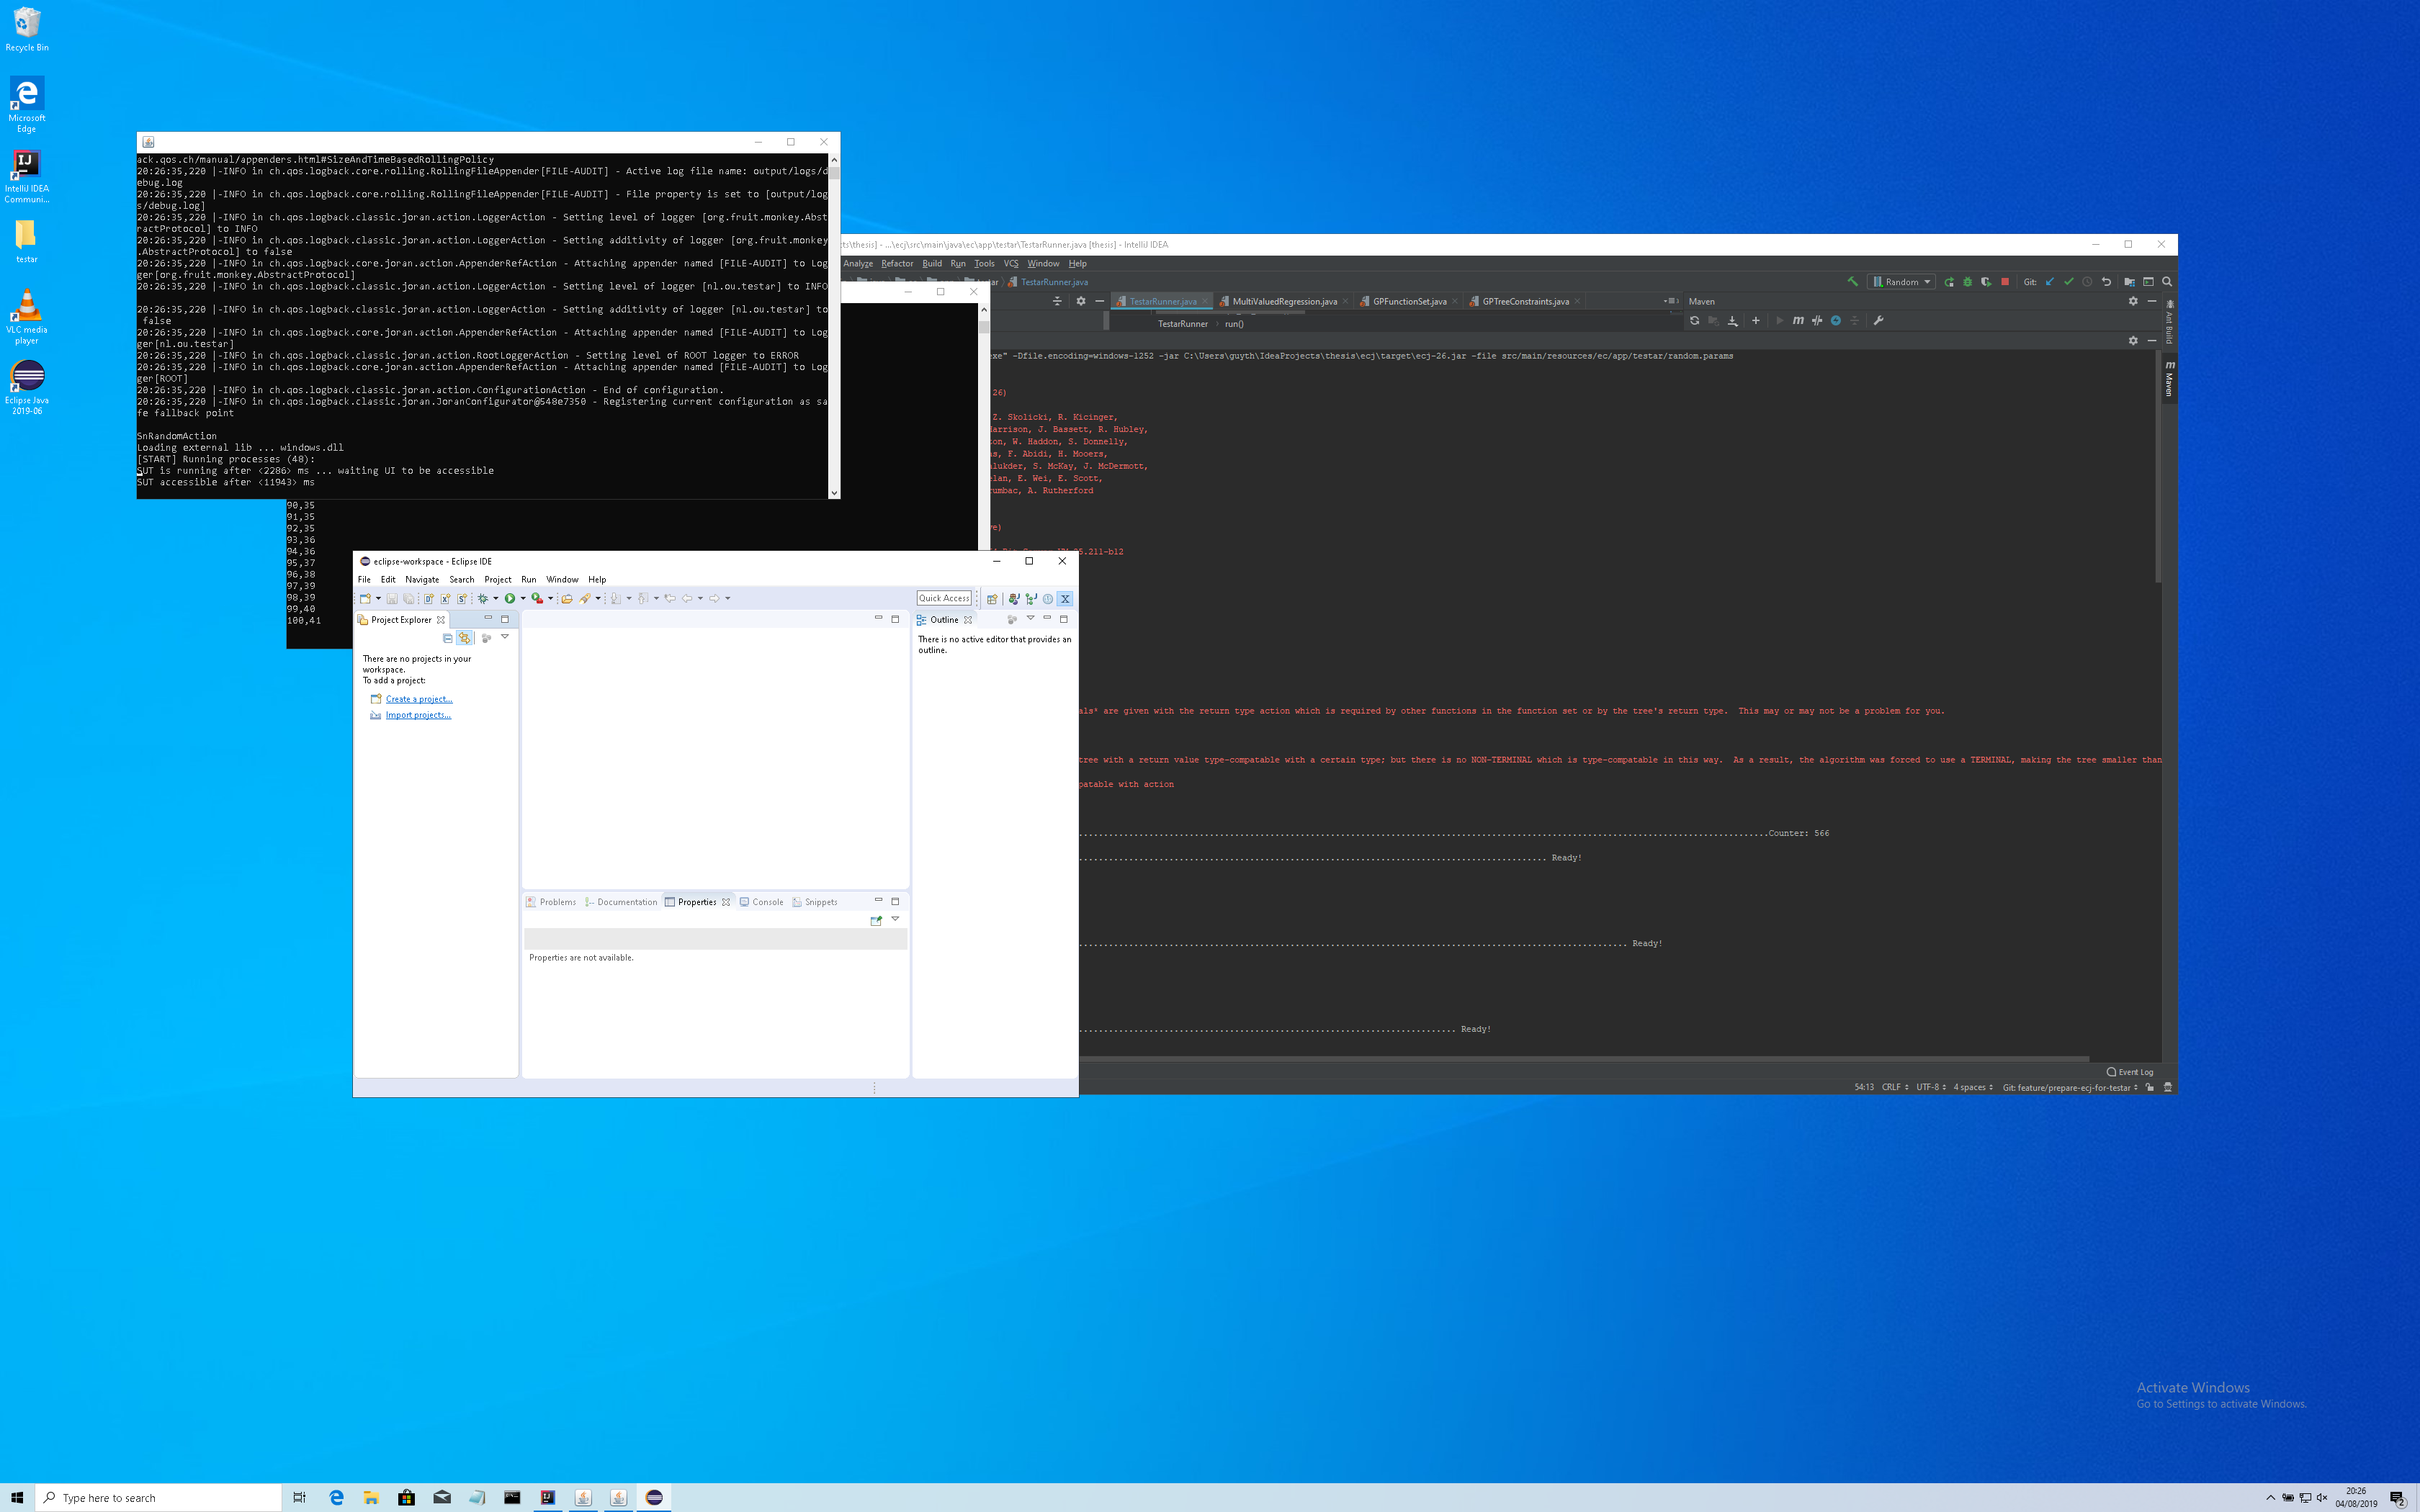 Recycle Bin
Microsoft
Edge
IntelliJ IDEA
Communi...
testar
VLC media
player
Eclipse Java
2019-06
ack.qos.ch/manual/appenders.html#SizeAndTimeBasedRollingPolicy
20:26:35,220 |-INFO in ch.qos.logback.core.rolling.RollingFileAppender[FILE-AUDIT] - Active log file name: output/logs/d
ebug.log
20:26:35,220 |-INFO in ch.qos.logback.core.rolling.RollingFileAppender[FILE-AUDIT] - File property is set to [output/log
s/debug.log]
20:26:35,220 |-INFO in ch.qos.logback.classic.joran.action.LoggerAction - Setting level of logger [org.fruit.monkey.Abst
ractProtocol] to INFO
20:26:35,220 |-INFO in ch.qos.logback.classic.joran.action.LoggerAction - Setting additivity of logger [org.fruit.monkey
.AbstractProtocol] to false
20:26:35,220 |-INFO in ch.qos.logback.core.joran.action.AppenderRefAction - Attaching appender named [FILE-AUDIT] to Log
ger[org.fruit.monkey.AbstractProtocol]
20:26:35,220 |-INFO in ch.qos.logback.classic.joran.action.LoggerAction - Setting level of logger [nl.ou.testar] to INFO
20:26:35,220 |-INFO in ch.qos.logback.classic.joran.action.LoggerAction - Setting additivity of logger [nl.ou.testar] to
false
20:26:35,220 |-INFO in ch.qos.logback.core.joran.action.AppenderRefAction - Attaching appender named [FILE-AUDIT] to Log
ger[nl.ou.testar]
20:26:35,220 |-INFO in ch.qos.logback.classic.joran.action.RootLoggerAction - Setting level of ROOT logger to ERROR
20:26:35,220 |-INFO in ch.qos.logback.core.joran.action.AppenderRefAction - Attaching appender named [FILE-AUDIT] to Log
ger[ROOT]
20:26:35,220 |-INFO in ch.qos.logback.classic.joran.action.ConfigurationAction - End of configuration.
20:26:35,220 |-INFO in ch.qos.logback.classic.joran.JoranConfigurator@548e7350 - Registering current configuration as sa
fe fallback point
SnRandomAction
Loading external lib ... windows.dll
[START] Running processes (48):
SUT is running after <2286> ms ... waiting UI to be accessible
SUT accessible after <11943> ms
90,35
91,35
92,35
93,36
94,36
95,37
96,38
97,39
98,39
99,40
100,41
cts\thesis] - ...\ecj\src\main\java\ec\app\testar\TestarRunner.java [thesis] - IntelliJ IDEA
Analyze Refactor Build Run Tools VCS Window Help
tar TestarRunner.java
Random Git:
TestarRunner.java MultiValuedRegression.java GPFunctionSet.java GPTreeConstraints.java
Maven
TestarRunner run()
Ant Build
Maven
exe" -Dfile.encoding=windows-1252 -jar C:\Users\guyth\IdeaProjects\thesis\ecj\target\ecj-26.jar -file src/main/resources/ec/app/testar/random.params
26)
Z. Skolicki, R. Kicinger,
Harrison, J. Bassett, R. Hubley,
ton, W. Haddon, S. Donnelly,
as, F. Abidi, H. Mooers,
alukder, S. McKay, J. McDermott,
elan, E. Wei, E. Scott,
cumbac, A. Rutherford
ve)
25.211-b12
als* are given with the return type action which is required by other functions in the function set or by the tree's return type.  This may or may not be a problem for you.
tree with a return value type-compatable with a certain type; but there is no NON-TERMINAL which is type-compatable in this way.  As a result, the algorithm was forced to use a TERMINAL, making the tree smaller than
patable with action
Counter: 566
Ready!
Ready!
Ready!
Event Log
54:13 CRLF UTF-8 4 spaces Git: feature/prepare-ecj-for-testar
eclipse-workspace - Eclipse IDE
File Edit Navigate Search Project Run Window Help
Quick Access
Project Explorer
There are no projects in your
workspace.
To add a project:
Create a project...
Import projects...
Outline
There is no active editor that provides an
outline.
Problems Documentation Properties Console Snippets
Properties are not available.
Activate Windows
Go to Settings to activate Windows.
Type here to search
20:26
04/08/2019
2